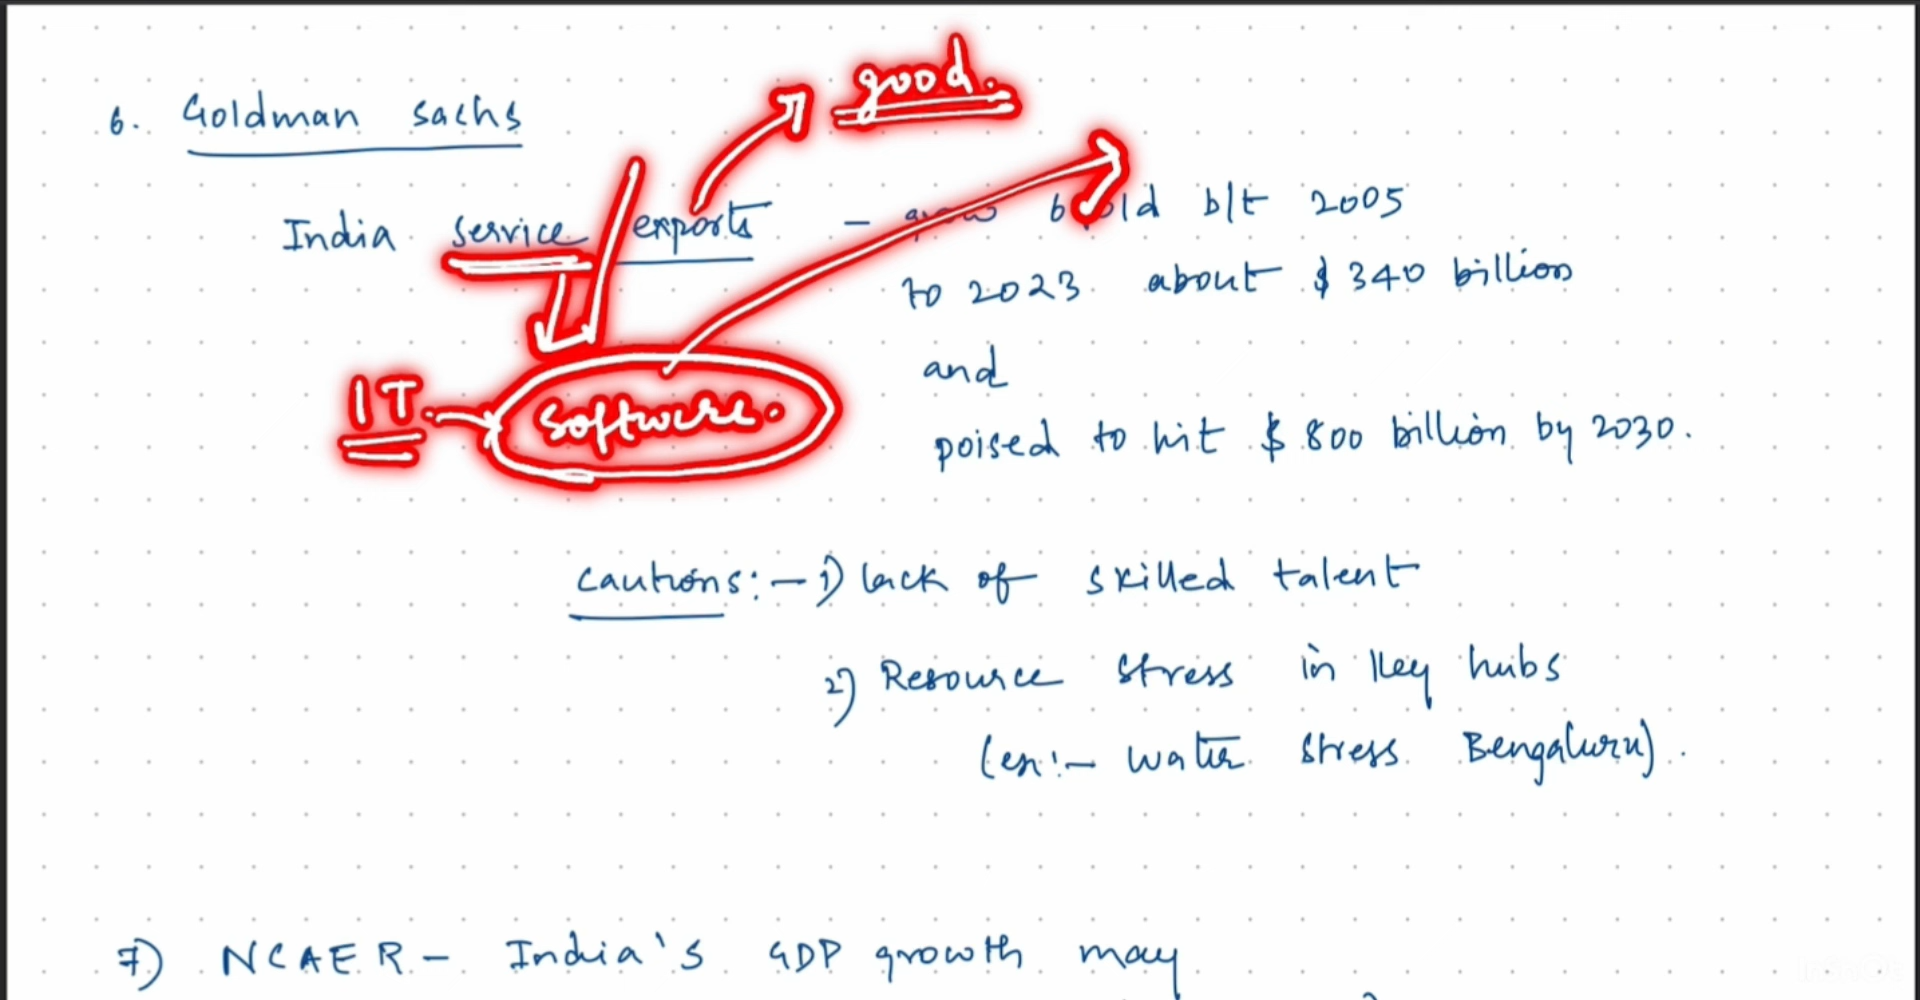 good.
6. Goldman sachs
India service exports - grow 6 fold b/t 2005
to 2023 about $ 340 billion
and
IT software.
poised to hit $ 800 billion by 2030.
Cautions:- 1) lack of skilled talent
2) Resource stress in key hubs
(ex:- water stress Bengaluru).
7) NCAER - India's GDP growth may